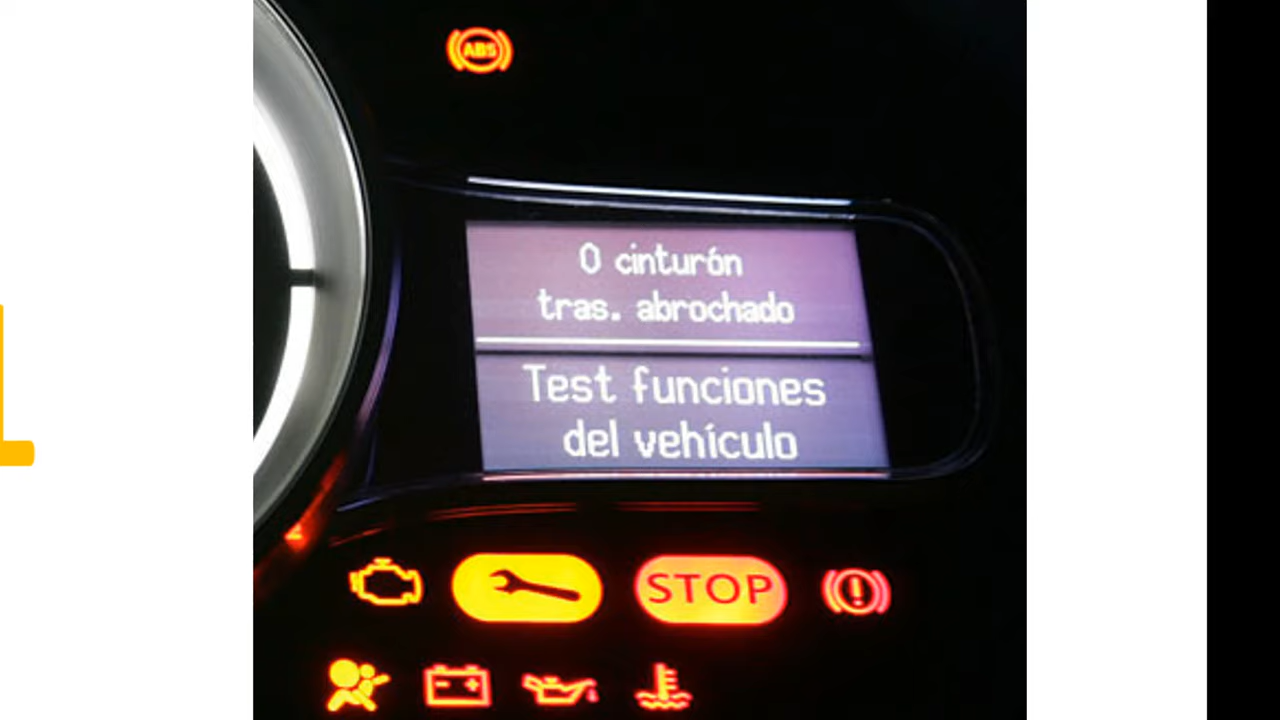 ABS
0 cinturón
tras. abrochado
Test funciones
del vehículo
STOP